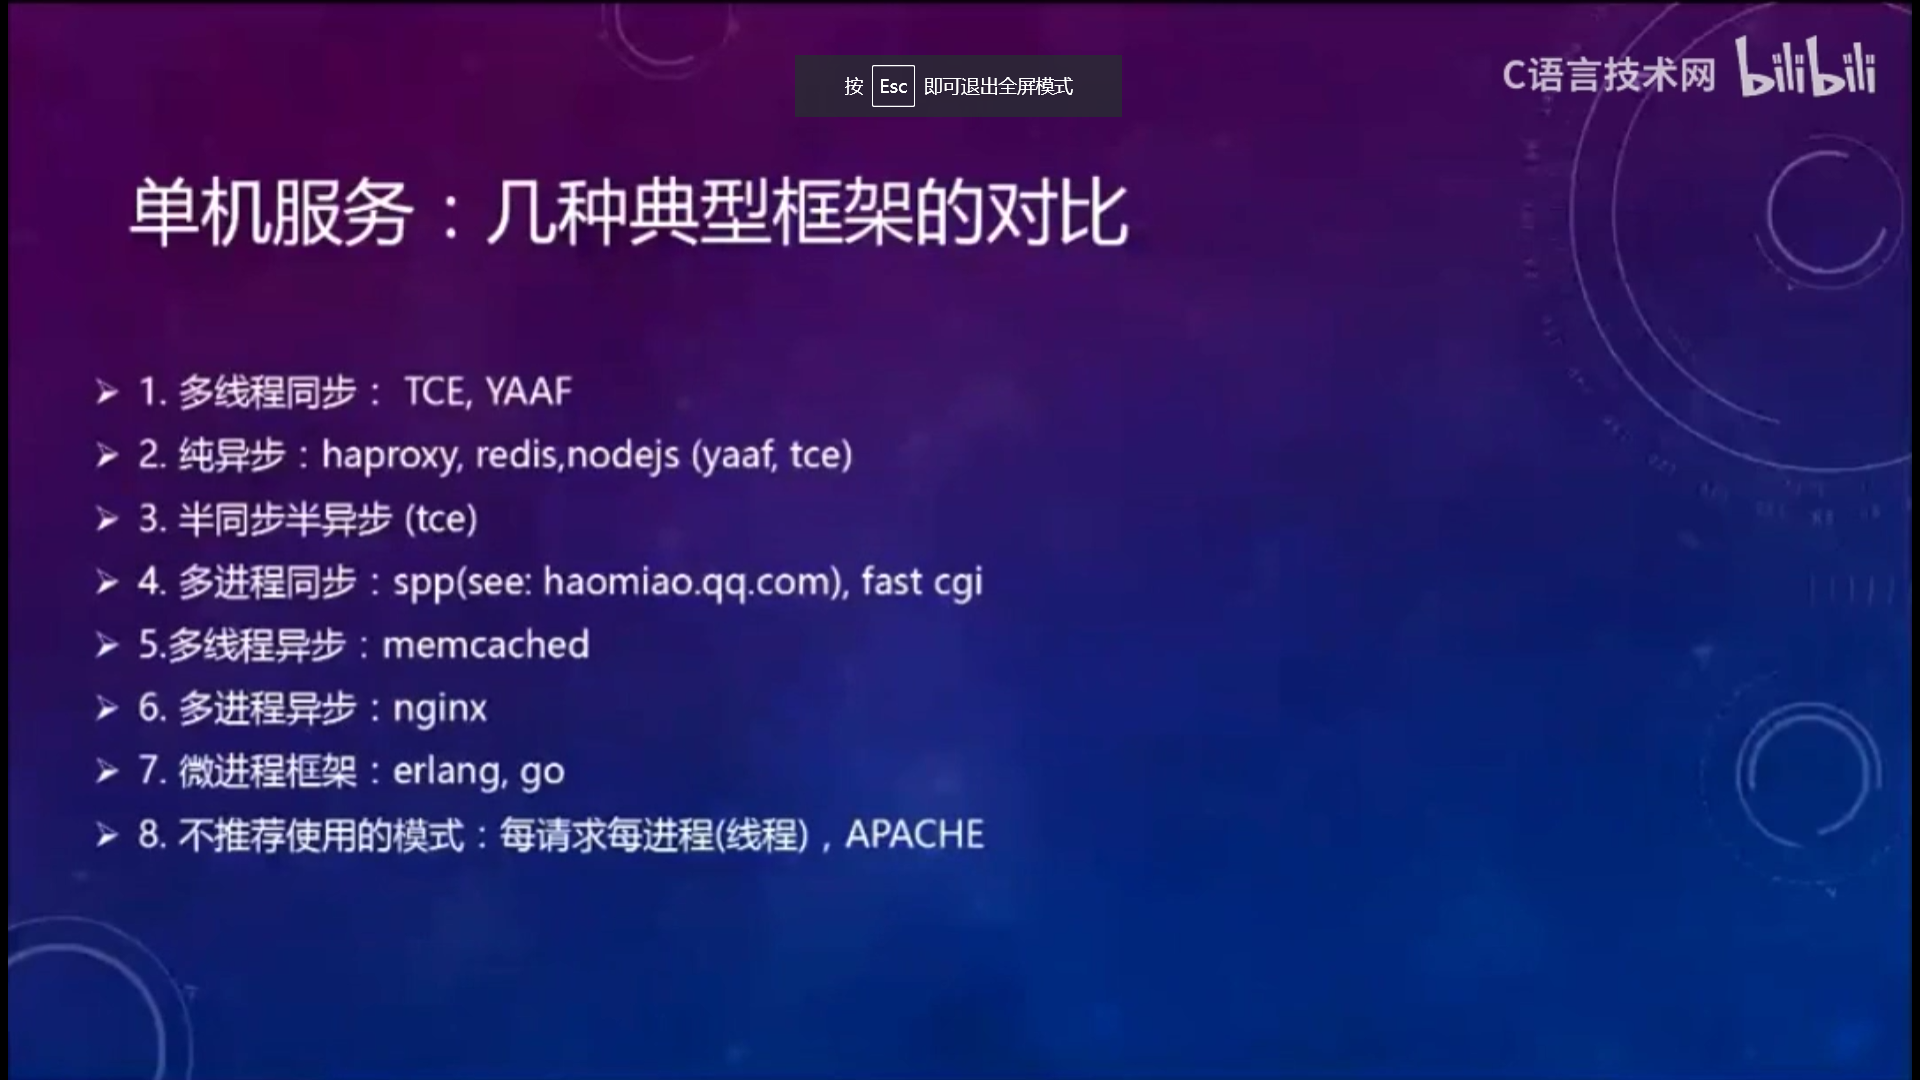 按 Esc 即可退出全屏模式
C语言技术网 bilibili
单机服务：几种典型框架的对比
➢ 1. 多线程同步： TCE, YAAF
➢ 2. 纯异步：haproxy, redis,nodejs (yaaf, tce)
➢ 3. 半同步半异步 (tce)
➢ 4. 多进程同步：spp(see: haomiao.qq.com), fast cgi
➢ 5.多线程异步：memcached
➢ 6. 多进程异步：nginx
➢ 7. 微进程框架：erlang, go
➢ 8. 不推荐使用的模式：每请求每进程(线程)，APACHE